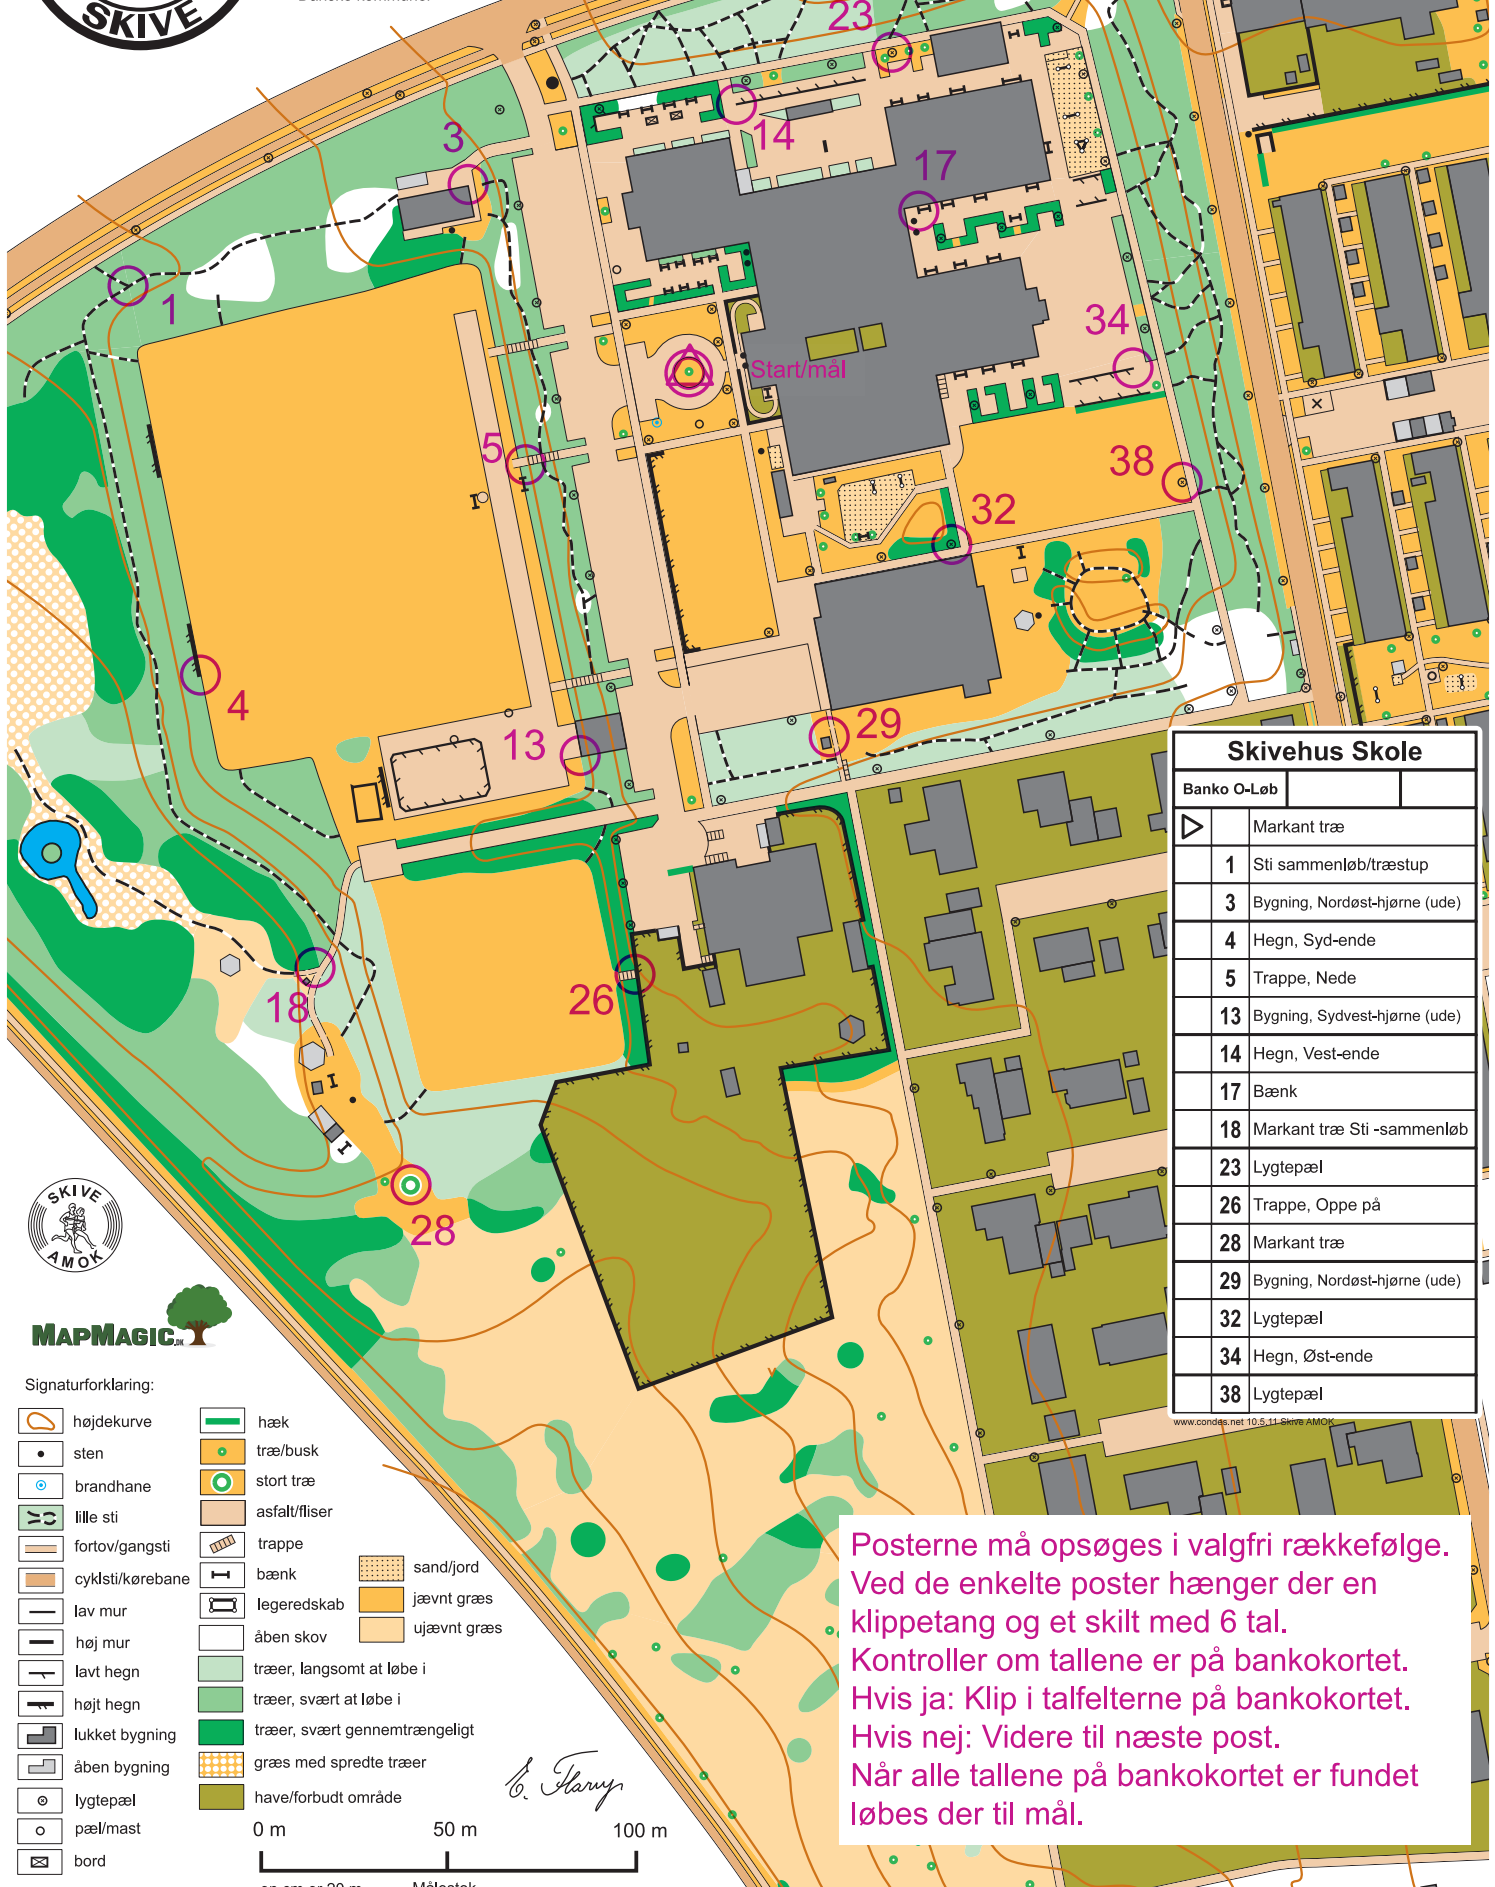 SKIVE
23
3
14
17
1
34
Start/mål
5
38
32
4
29
13
26
18
28
Skivehus Skole
Banko O-Løb
Markant træ
1 Sti sammenløb/træstup
3 Bygning, Nordøst-hjørne (ude)
4 Hegn, Syd-ende
5 Trappe, Nede
13 Bygning, Sydvest-hjørne (ude)
14 Hegn, Vest-ende
17 Bænk
18 Markant træ Sti -sammenløb
23 Lygtepæl
26 Trappe, Oppe på
28 Markant træ
29 Bygning, Nordøst-hjørne (ude)
32 Lygtepæl
34 Hegn, Øst-ende
38 Lygtepæl
www.condes.net 10.5.11 Skive AMOK
SKIVE
AMOK
MAPMAGIC.DK
Signaturforklaring:
højdekurve
sten
brandhane
lille sti
fortov/gangsti
cyklsti/kørebane
lav mur
høj mur
lavt hegn
højt hegn
lukket bygning
åben bygning
lygtepæl
pæl/mast
bord
hæk
træ/busk
stort træ
asfalt/fliser
trappe
bænk
legeredskab
åben skov
træer, langsomt at løbe i
træer, svært at løbe i
træer, svært gennemtrængeligt
græs med spredte træer
have/forbudt område
sand/jord
jævnt græs
ujævnt græs
0 m 50 m 100 m
Posterne må opsøges i valgfri rækkefølge.
Ved de enkelte poster hænger der en
klippetang og et skilt med 6 tal.
Kontroller om tallene er på bankokortet.
Hvis ja: Klip i talfelterne på bankokortet.
Hvis nej: Videre til næste post.
Når alle tallene på bankokortet er fundet
løbes der til mål.